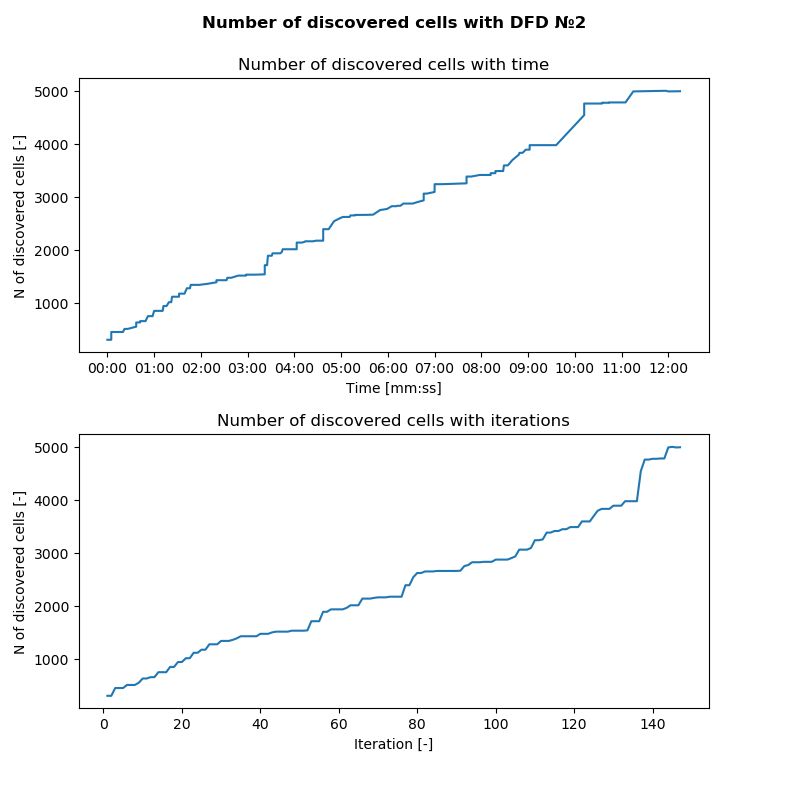 Number of discovered cells with DFD №2
Number of discovered cells with time
N of discovered cells [-]
5000
4000
3000
2000
1000
00:00 01:00 02:00 03:00 04:00 05:00 06:00 07:00 08:00 09:00 10:00 11:00 12:00
Time [mm:ss]
Number of discovered cells with iterations
N of discovered cells [-]
5000
4000
3000
2000
1000
0 20 40 60 80 100 120 140
Iteration [-]